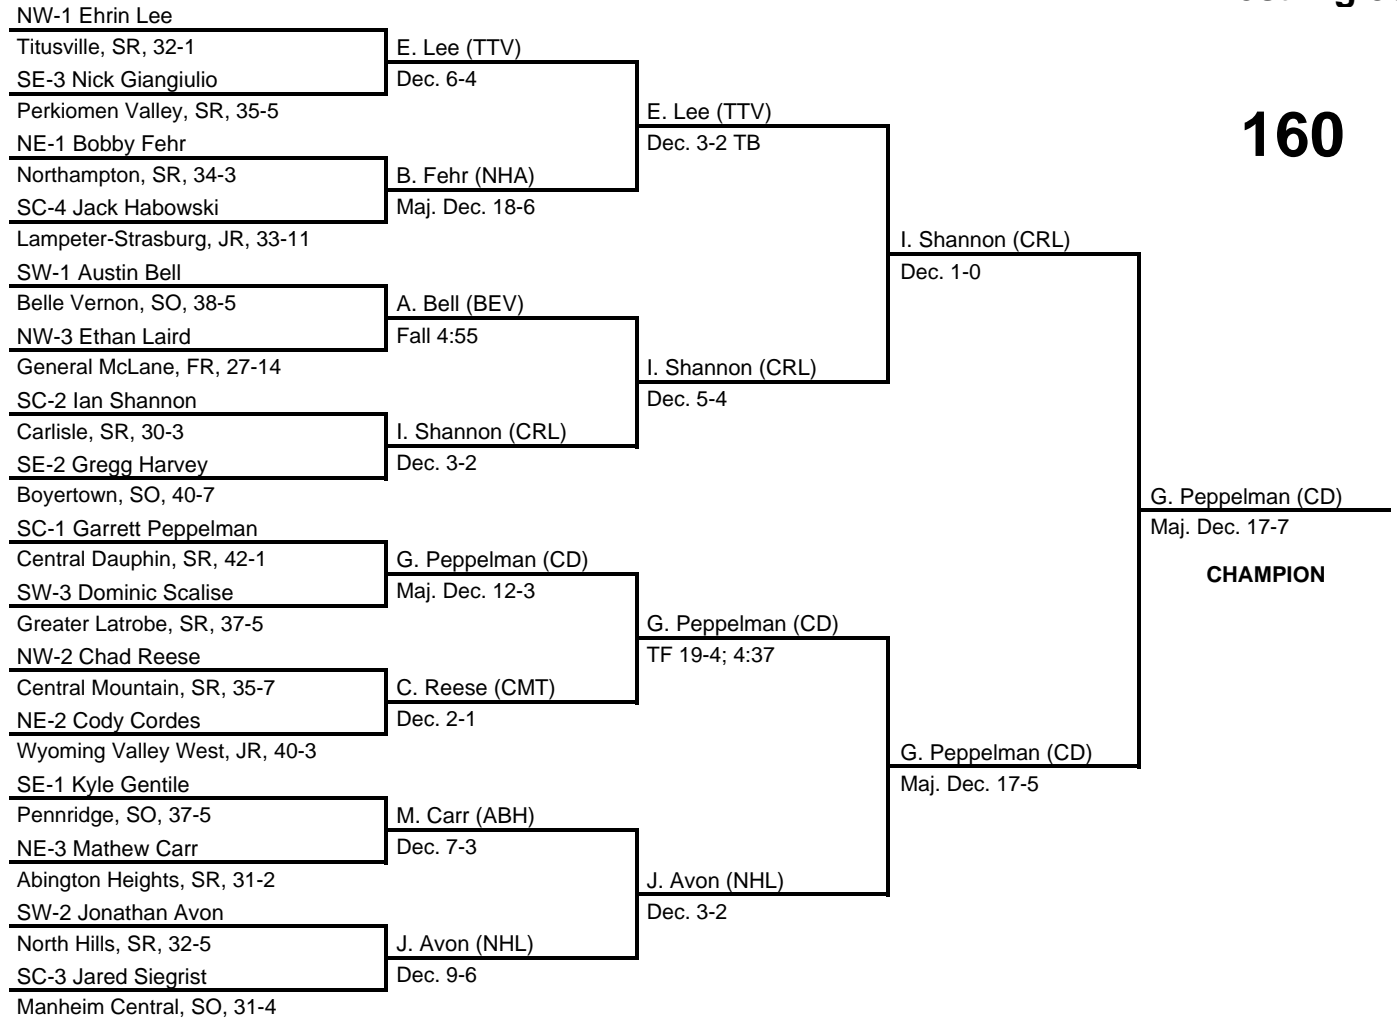 160
NW-1 Ehrin Lee
Titusville, SR, 32-1
SE-3 Nick Giangiulio
Perkiomen Valley, SR, 35-5
NE-1 Bobby Fehr
Northampton, SR, 34-3
SC-4 Jack Habowski
Lampeter-Strasburg, JR, 33-11
SW-1 Austin Bell
Belle Vernon, SO, 38-5
NW-3 Ethan Laird
General McLane, FR, 27-14
SC-2 Ian Shannon
Carlisle, SR, 30-3
SE-2 Gregg Harvey
Boyertown, SO, 40-7
SC-1 Garrett Peppelman
Central Dauphin, SR, 42-1
SW-3 Dominic Scalise
Greater Latrobe, SR, 37-5
NW-2 Chad Reese
Central Mountain, SR, 35-7
NE-2 Cody Cordes
Wyoming Valley West, JR, 40-3
SE-1 Kyle Gentile
Pennridge, SO, 37-5
NE-3 Mathew Carr
Abington Heights, SR, 31-2
SW-2 Jonathan Avon
North Hills, SR, 32-5
SC-3 Jared Siegrist
Manheim Central, SO, 31-4
E. Lee (TTV)
Dec. 6-4
B. Fehr (NHA)
Maj. Dec. 18-6
A. Bell (BEV)
Fall 4:55
I. Shannon (CRL)
Dec. 3-2
G. Peppelman (CD)
Maj. Dec. 12-3
C. Reese (CMT)
Dec. 2-1
M. Carr (ABH)
Dec. 7-3
J. Avon (NHL)
Dec. 9-6
E. Lee (TTV)
Dec. 3-2 TB
I. Shannon (CRL)
Dec. 5-4
G. Peppelman (CD)
TF 19-4; 4:37
J. Avon (NHL)
Dec. 3-2
I. Shannon (CRL)
Dec. 1-0
G. Peppelman (CD)
Maj. Dec. 17-5
G. Peppelman (CD)
Maj. Dec. 17-7
CHAMPION